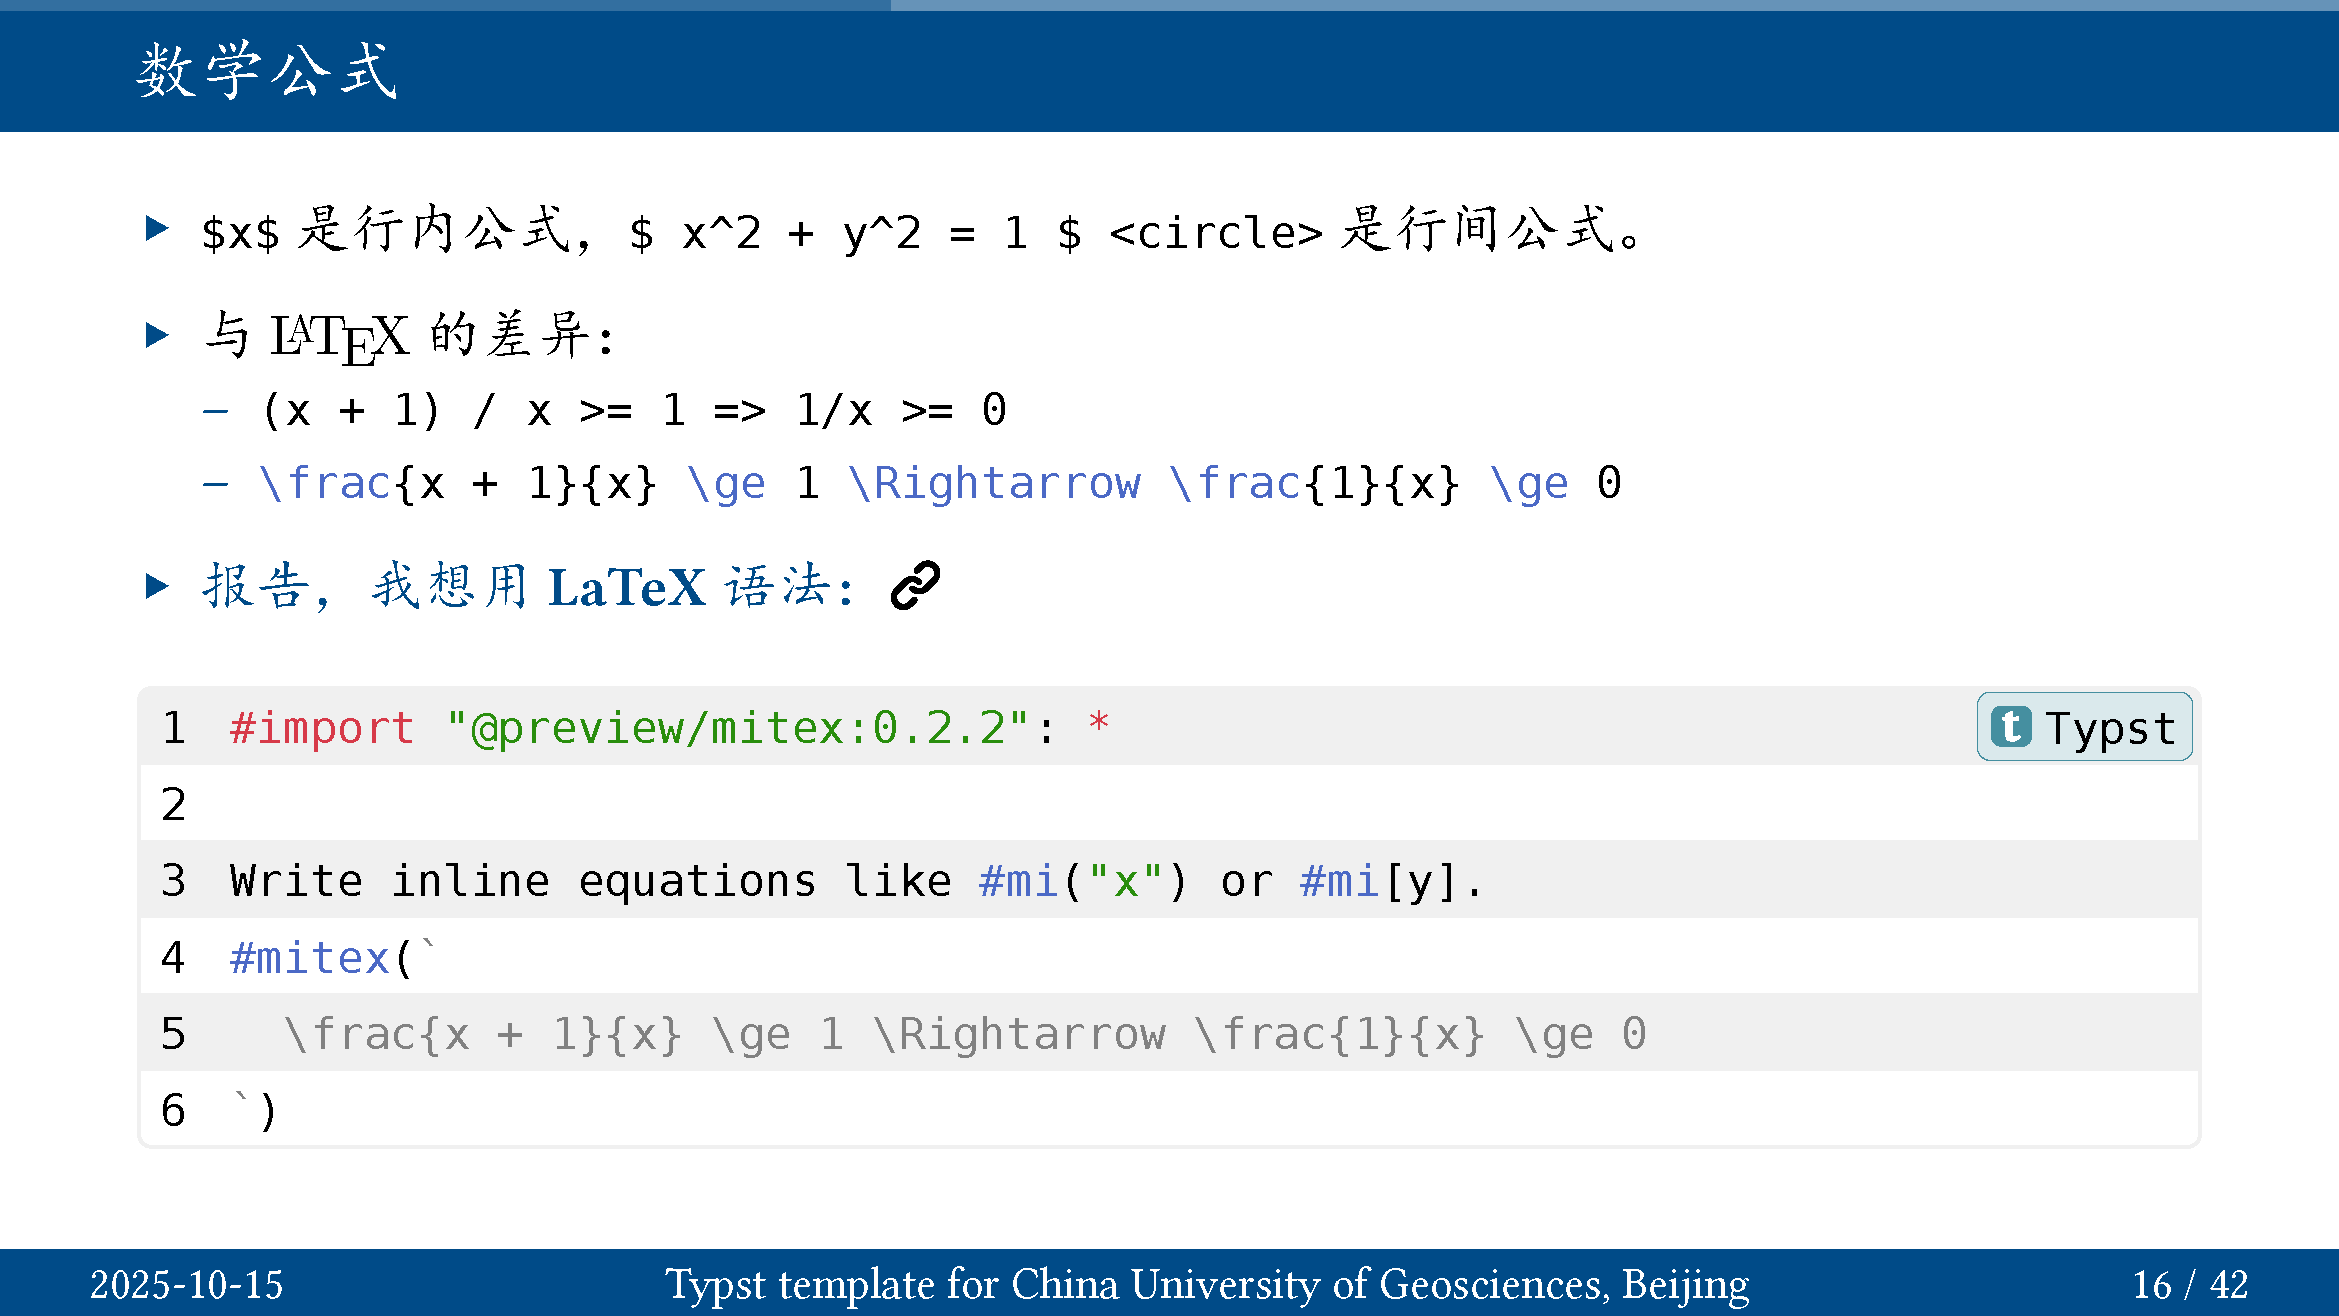 数学公式
$x$ 是行内公式，$ x^2 + y^2 = 1 $ <circle> 是行间公式。
与 LATEX 的差异：
– (x + 1) / x >= 1 => 1/x >= 0
– \frac{x + 1}{x} \ge 1 \Rightarrow \frac{1}{x} \ge 0
报告，我想用 LaTeX 语法：
1 #import "@preview/mitex:0.2.2": *
Typst
2
3 Write inline equations like #mi("x") or #mi[y].
4 #mitex(`
5   \frac{x + 1}{x} \ge 1 \Rightarrow \frac{1}{x} \ge 0
6 `)
2025-10-15 Typst template for China University of Geosciences, Beijing 16 / 42